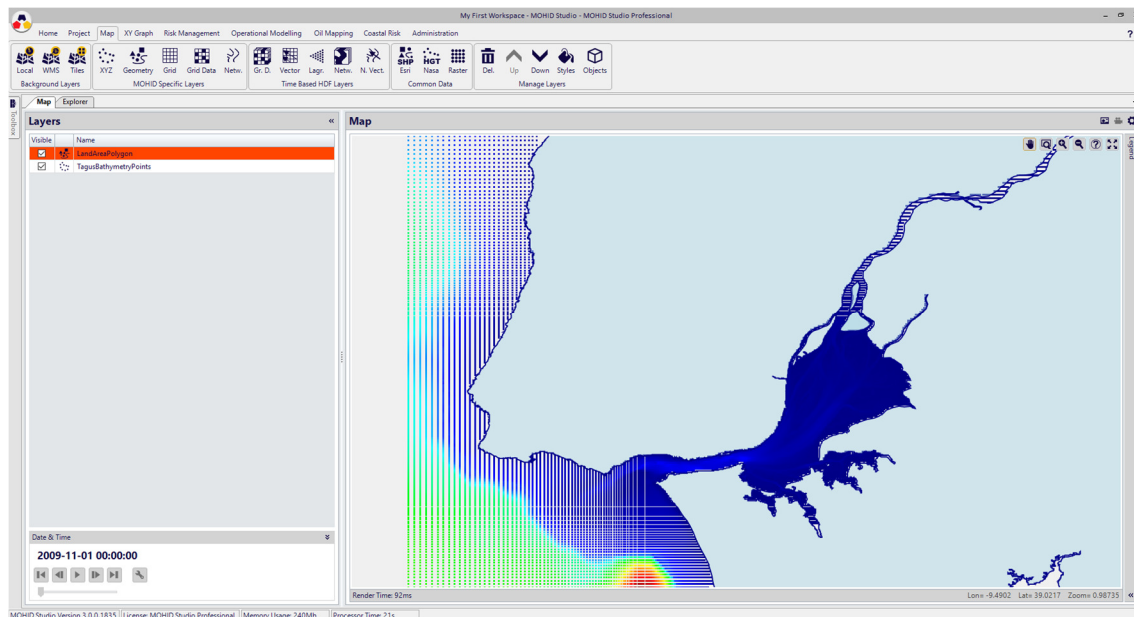 My First Workspace - MOHID Studio - MOHID Studio Professional
Home Project Map XY Graph Risk Management Operational Modelling Oil Mapping Coastal Risk Administration ?
SHP HGT
Local WMS Tiles XYZ Geometry Grid Grid Data Netw. Gr. D. Vector Lagr. Netw. N. Vect. Esri Nasa Raster Del. Up Down Styles Objects
Background Layers MOHID Specific Layers Time Based HDF Layers Common Data Manage Layers
Map Explorer
Toolbox
Layers «
Visible Name
LandAreaPolygon
TagusBathymetryPoints
Date & Time
2009-11-01 00:00:00
Map
Legend
Render Time: 92ms Lon= -9.4902 Lat= 39.0217 Zoom= 0.98735 «
MOHID Studio Version 3.0.0.1835 License: MOHID Studio Professional Memory Usage: 240Mb Processor Time: 21s